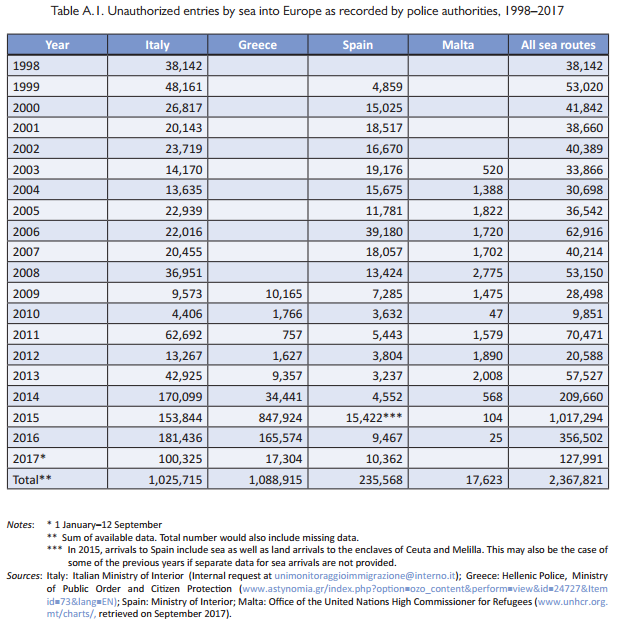 Table A.1. Unauthorized entries by sea into Europe as recorded by police authorities, 1998–2017
Year Italy Greece Spain Malta All sea routes
1998 38,142 38,142
1999 48,161 4,859 53,020
2000 26,817 15,025 41,842
2001 20,143 18,517 38,660
2002 23,719 16,670 40,389
2003 14,170 19,176 520 33,866
2004 13,635 15,675 1,388 30,698
2005 22,939 11,781 1,822 36,542
2006 22,016 39,180 1,720 62,916
2007 20,455 18,057 1,702 40,214
2008 36,951 13,424 2,775 53,150
2009 9,573 10,165 7,285 1,475 28,498
2010 4,406 1,766 3,632 47 9,851
2011 62,692 757 5,443 1,579 70,471
2012 13,267 1,627 3,804 1,890 20,588
2013 42,925 9,357 3,237 2,008 57,527
2014 170,099 34,441 4,552 568 209,660
2015 153,844 847,924 15,422*** 104 1,017,294
2016 181,436 165,574 9,467 25 356,502
2017* 100,325 17,304 10,362 127,991
Total** 1,025,715 1,088,915 235,568 17,623 2,367,821
Notes: * 1 January–12 September
** Sum of available data. Total number would also include missing data.
*** In 2015, arrivals to Spain include sea as well as land arrivals to the enclaves of Ceuta and Melilla. This may also be the case of
some of the previous years if separate data for sea arrivals are not provided.
Sources: Italy: Italian Ministry of Interior (Internal request at unimonitoraggioimmigrazione@interno.it); Greece: Hellenic Police, Ministry
of Public Order and Citizen Protection (www.astynomia.gr/index.php?option=ozo_content&perform=view&id=24727&Item
id=73&lang=EN); Spain: Ministry of Interior; Malta: Office of the United Nations High Commissioner for Refugees (www.unhcr.org.
mt/charts/, retrieved on September 2017).